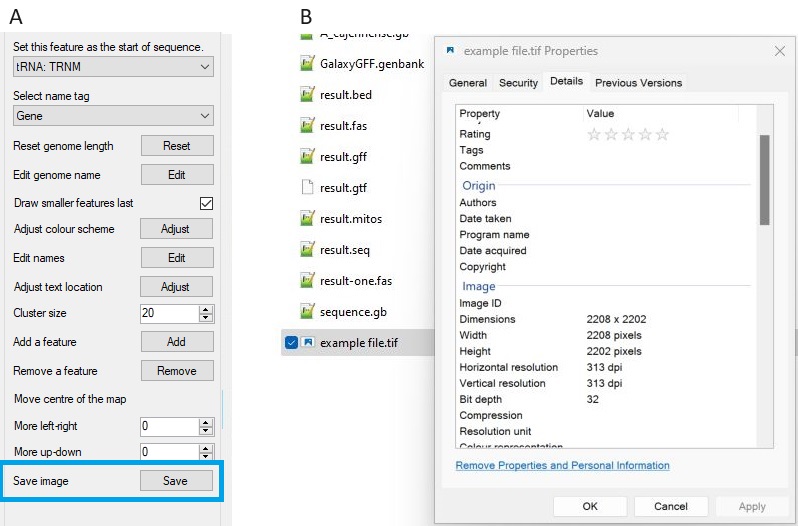 A
Set this feature as the start of sequence.
tRNA: TRNM
Select name tag
Gene
Reset genome length Reset
Edit genome name Edit
Draw smaller features last
Adjust colour scheme Adjust
Edit names Edit
Adjust text location Adjust
Cluster size 20
Add a feature Add
Remove a feature Remove
Move centre of the map
More left-right 0
More up-down 0
Save image Save
B
A_cajennense.gb
GalaxyGFF.genbank
result.bed
result.fas
result.gff
result.gtf
result.mitos
result.seq
result-one.fas
sequence.gb
example file.tif
example file.tif Properties
General Security Details Previous Versions
Property Value
Rating
Tags
Comments
Origin
Authors
Date taken
Program name
Date acquired
Copyright
Image
Image ID
Dimensions 2208 x 2202
Width 2208 pixels
Height 2202 pixels
Horizontal resolution 313 dpi
Vertical resolution 313 dpi
Bit depth 32
Compression
Resolution unit
Colour representation
Remove Properties and Personal Information
OK Cancel Apply